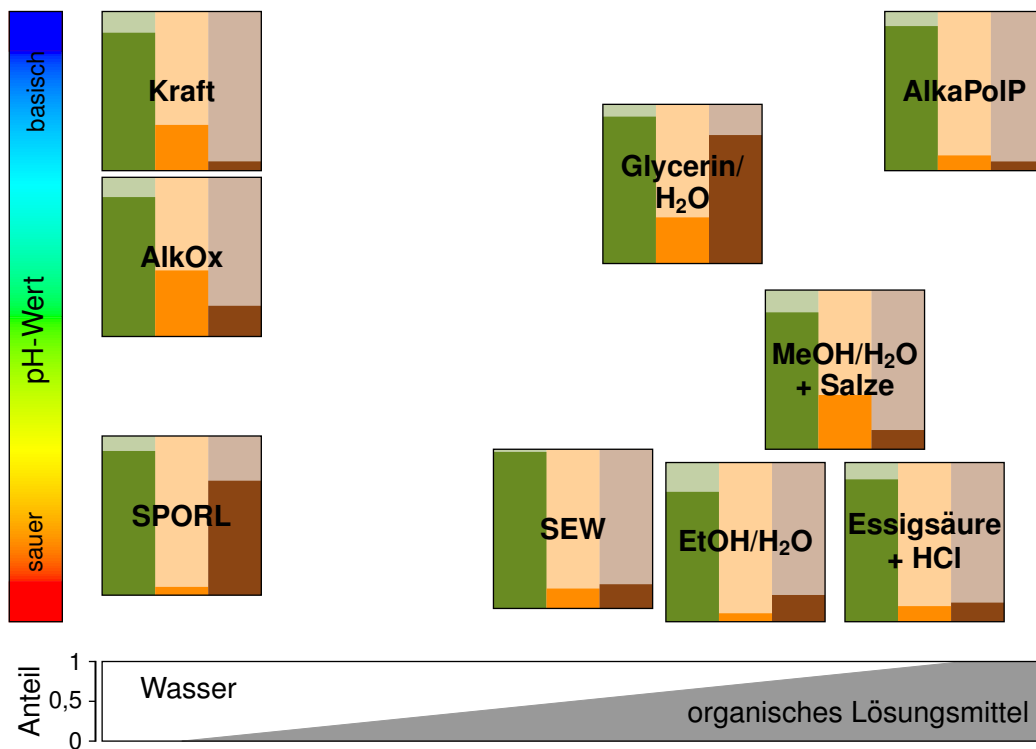 basisch
pH-Wert
sauer
Kraft
AlkaPolP
Glycerin/
H₂O
AlkOx
MeOH/H₂O
+ Salze
SPORL
SEW
EtOH/H₂O
Essigsäure
+ HCl
Anteil
1
0,5
0
Wasser
organisches Lösungsmittel